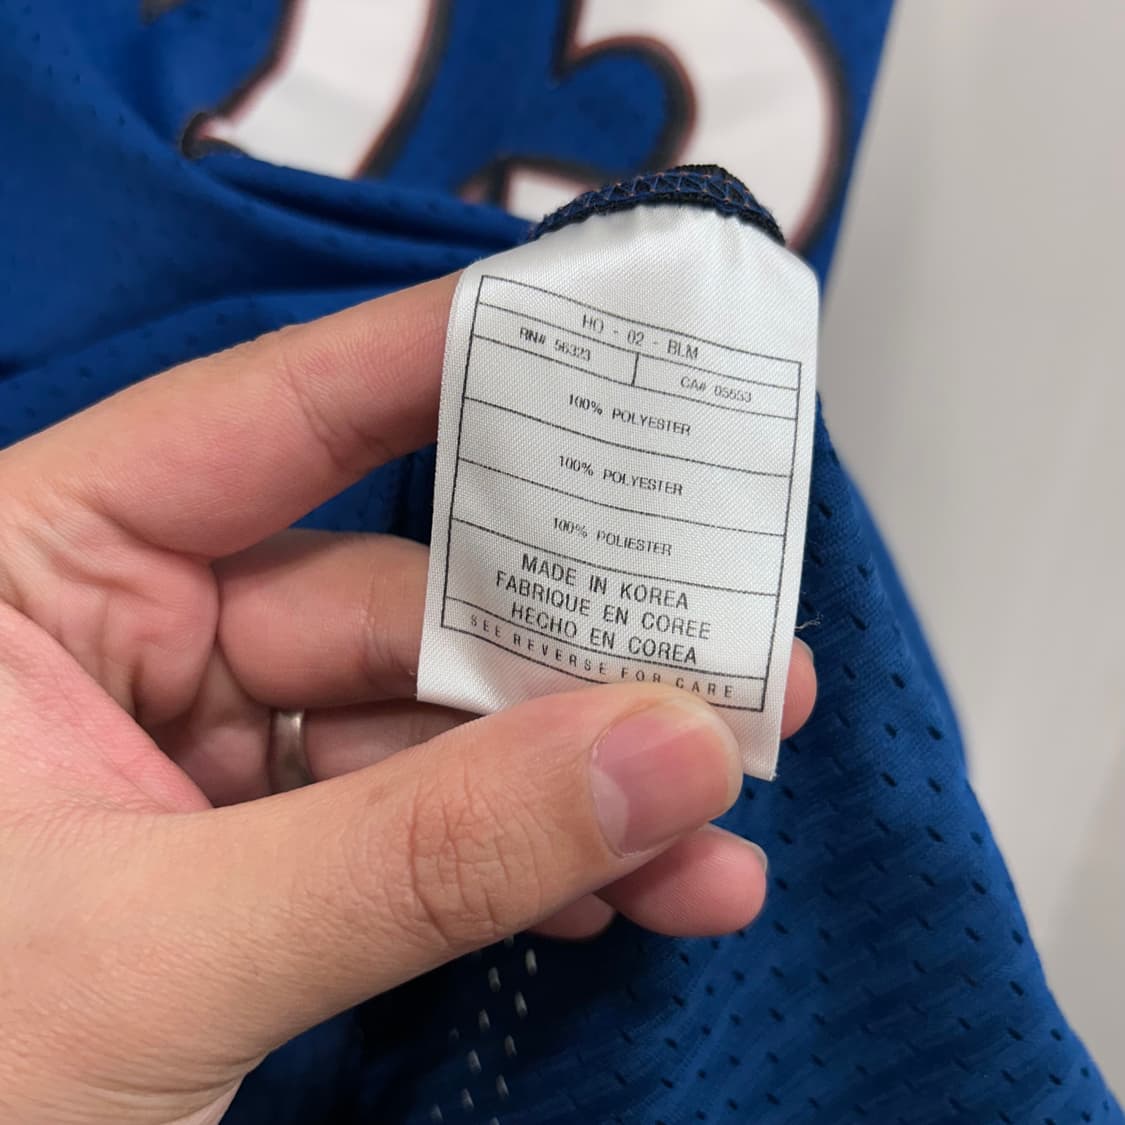 HO - 02 - BLM
RN# 56323
CA# 05553
100% POLYESTER
100% POLYESTER
100% POLIESTER
MADE IN KOREA
FABRIQUE EN COREE
HECHO EN COREA
SEE REVERSE FOR CARE